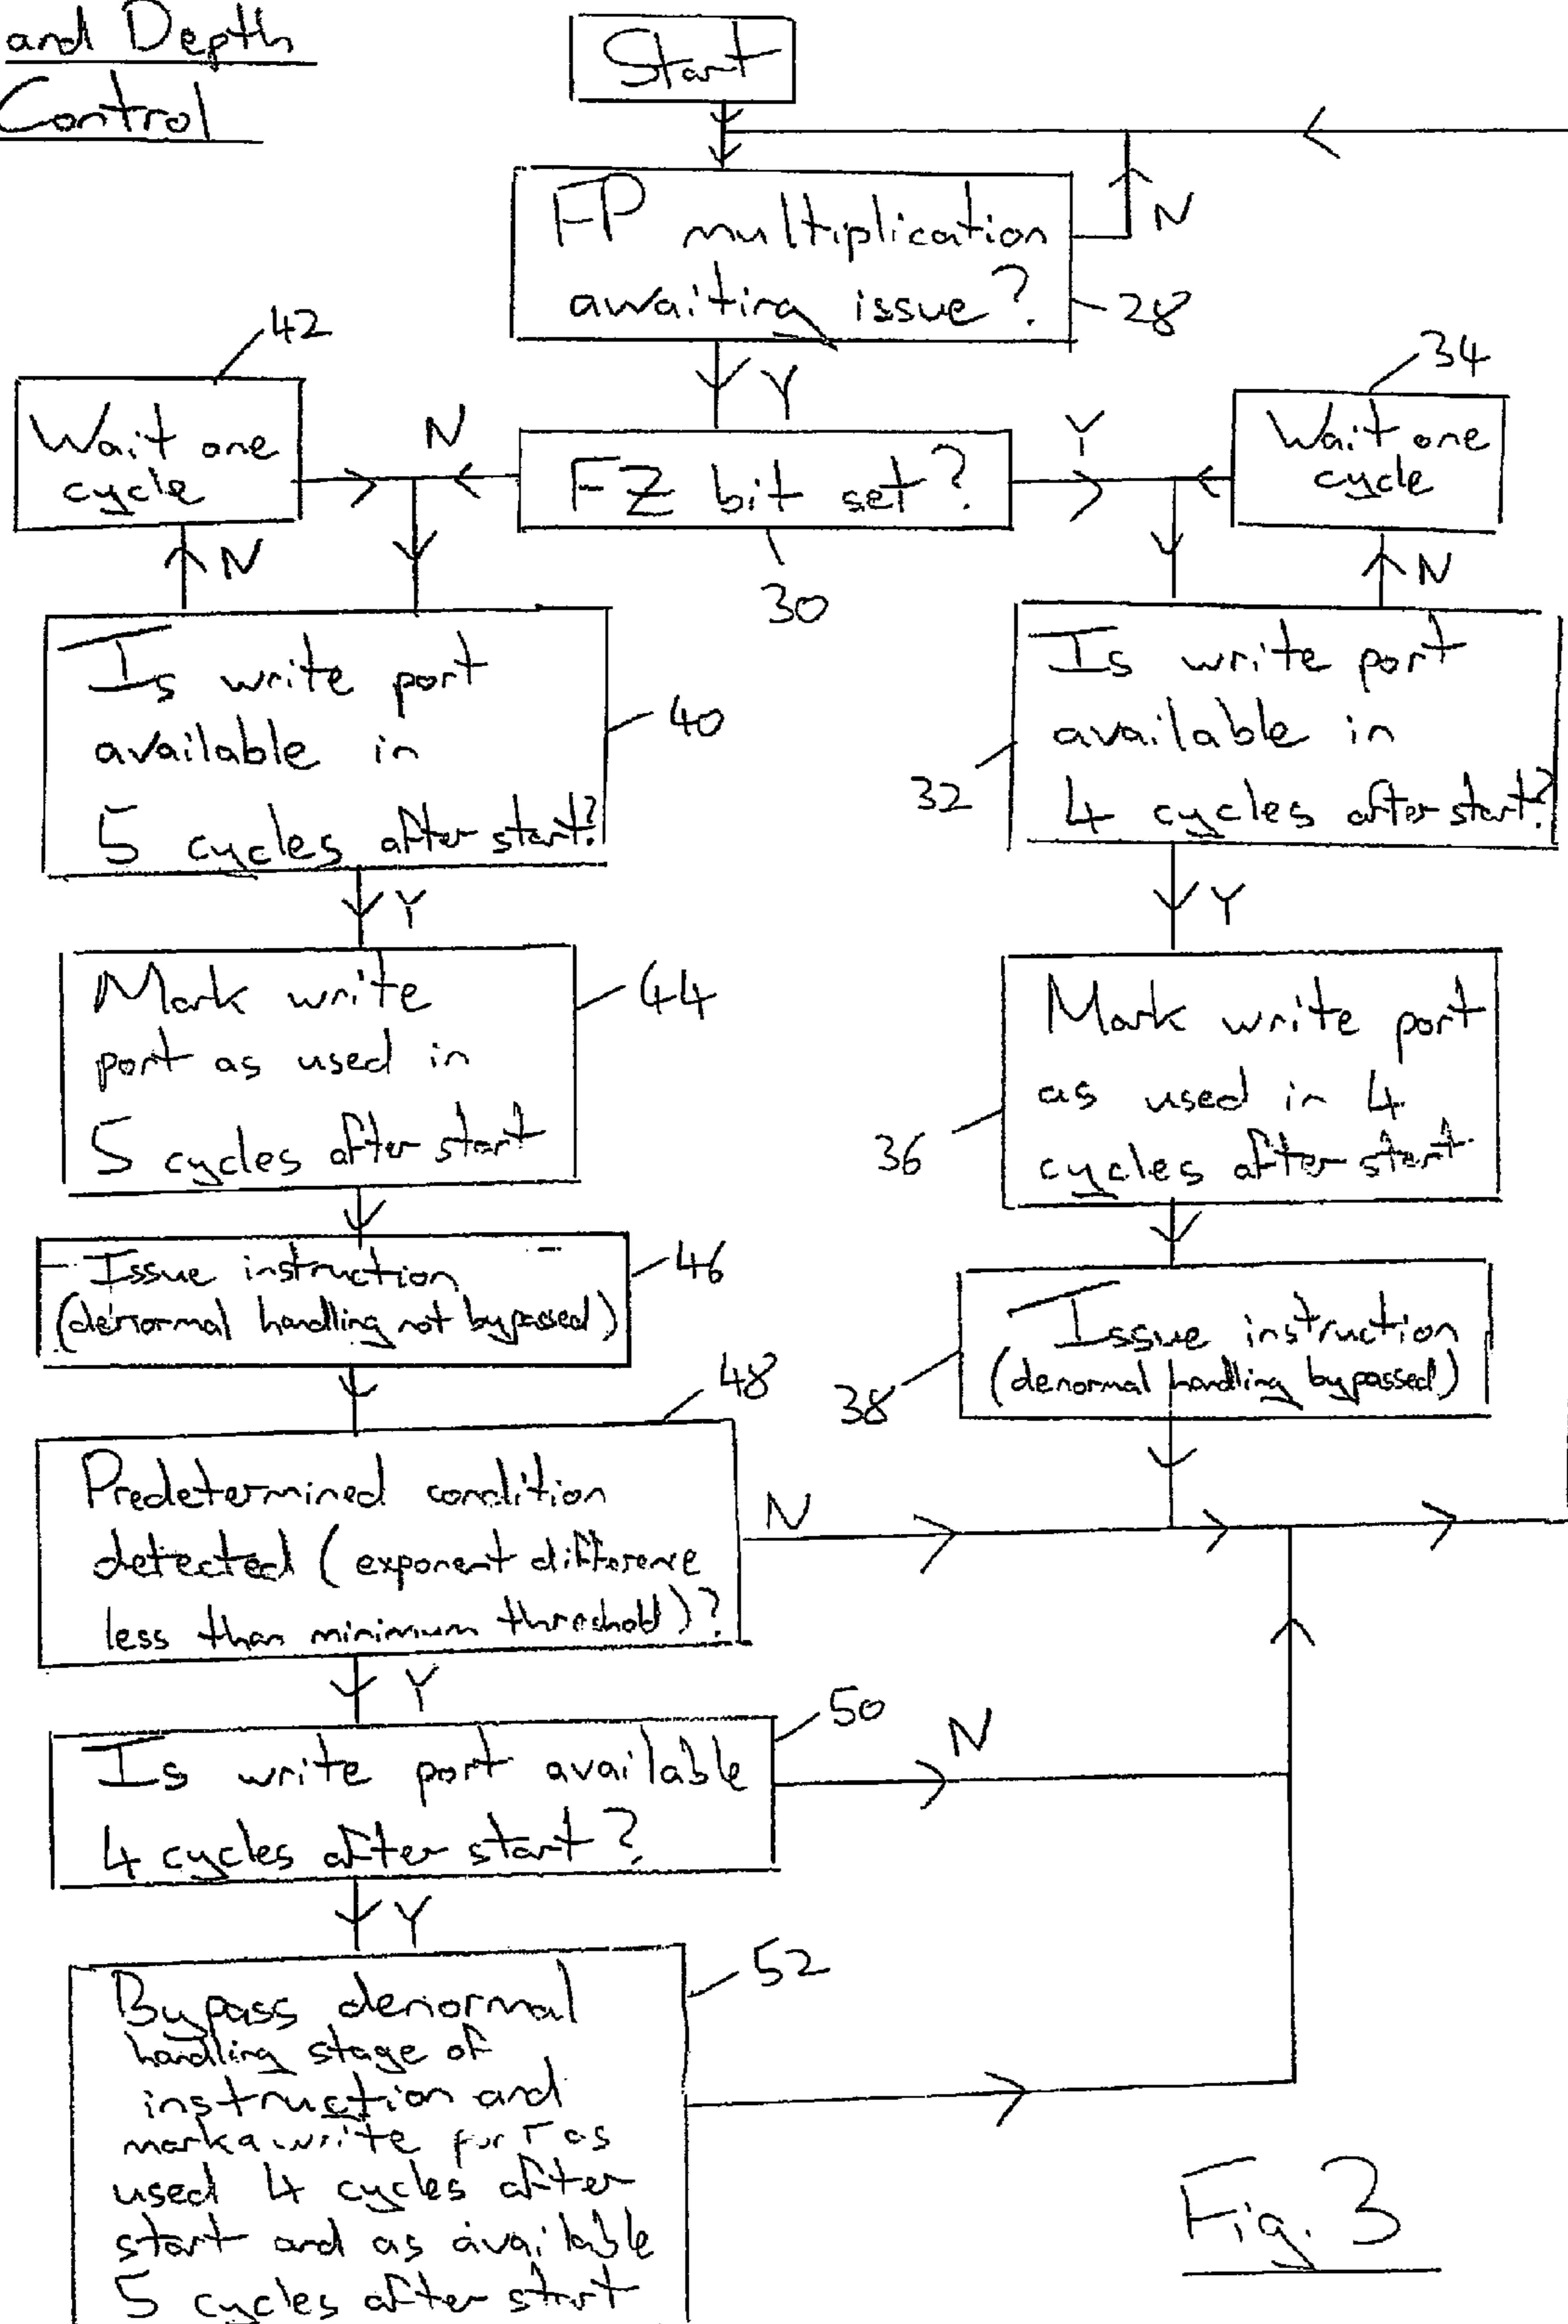 and Depth
Control
Start
FP multiplication
awaiting issue?
N
28
Y
42
Wait one
cycle
N
FZ bit set?
30
Y
34
Wait one
cycle
N
N
Is write port
available in
5 cycles after start?
40
Is write port
available in
4 cycles after start?
32
Y
Y
Mark write
port as used in
5 cycles after start
44
Mark write port
as used in 4
cycles after start
36
Issue instruction
(denormal handling not bypassed)
46
Issue instruction
(denormal handling bypassed)
38
48
Predetermined condition
detected (exponent difference
less than minimum threshold)?
N
Y
Is write port available
4 cycles after start?
50
N
Y
Bypass denormal
handling stage of
instruction and
mark a write port as
used 4 cycles after
start and as available
5 cycles after start
52
Fig. 3